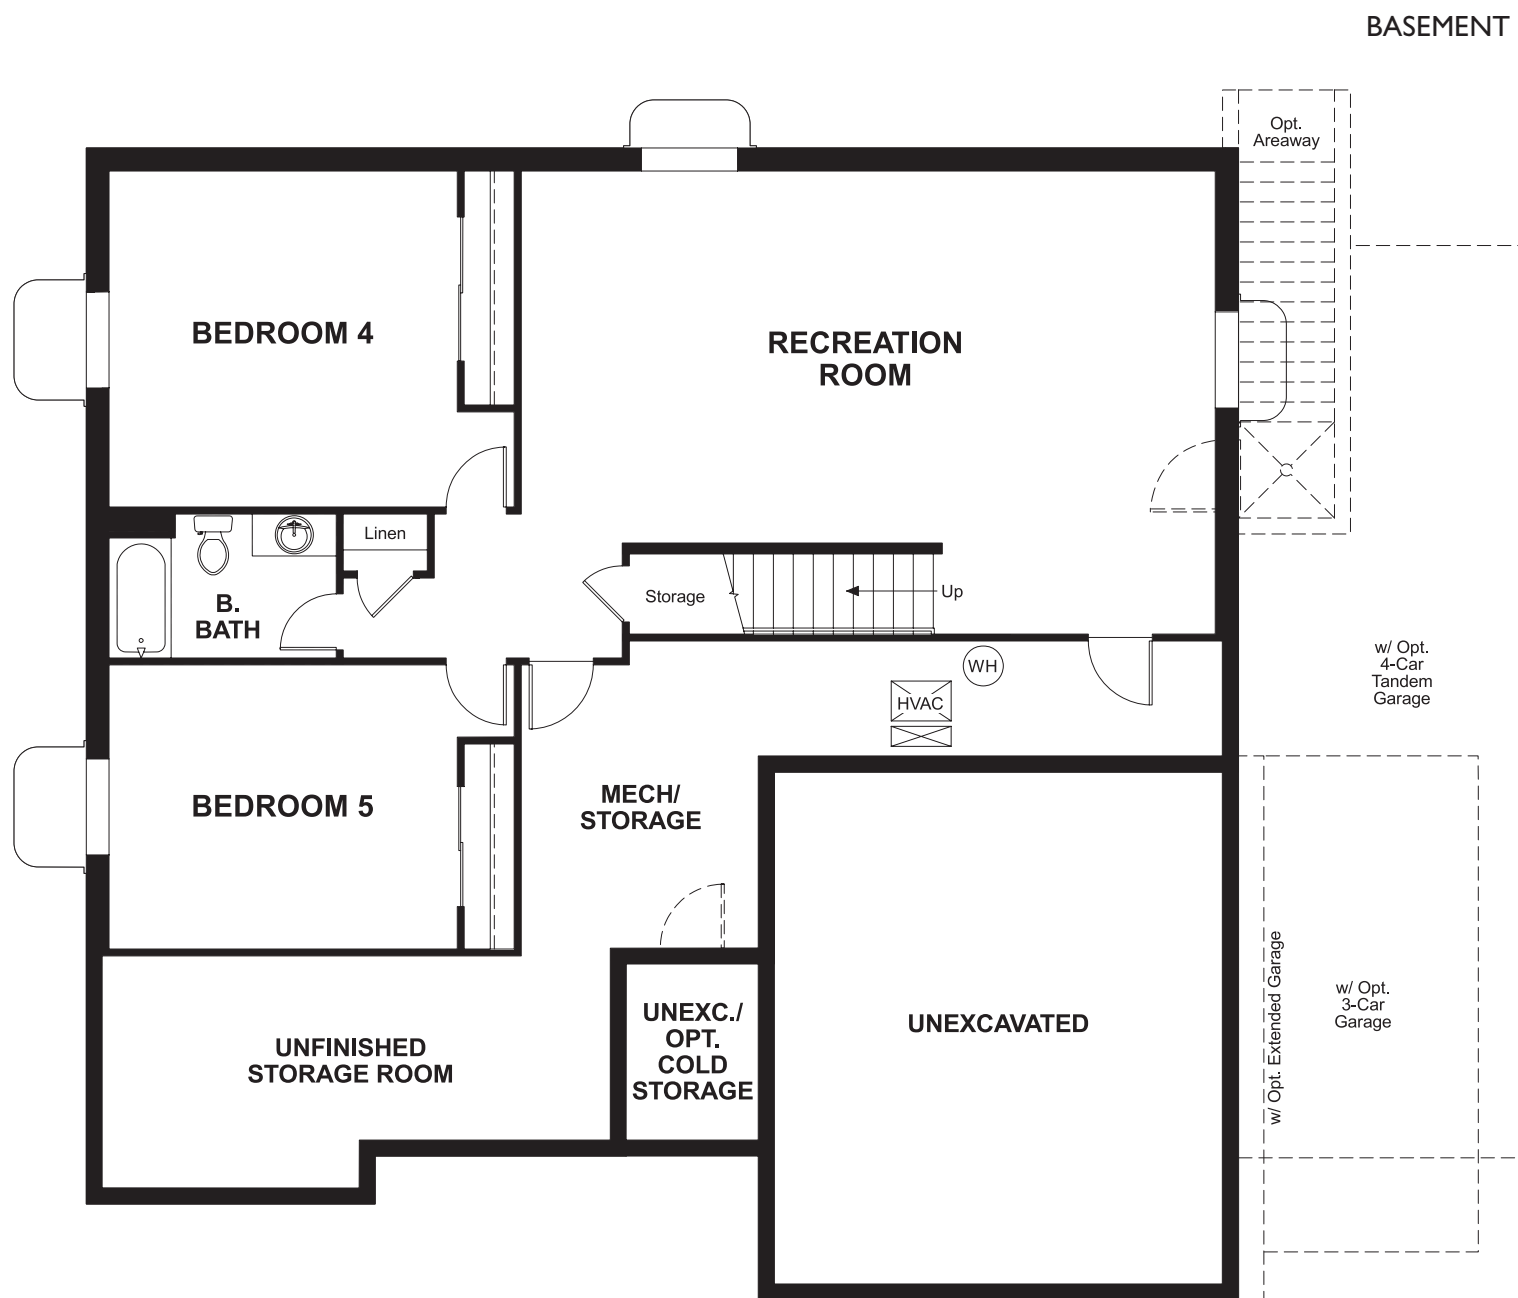 BASEMENT
Opt.
Areaway
BEDROOM 4
RECREATION
ROOM
Linen
Storage
Up
B.
BATH
WH
HVAC
w/ Opt.
4-Car
Tandem
Garage
BEDROOM 5
MECH/
STORAGE
UNFINISHED
STORAGE ROOM
UNEXC./
OPT.
COLD
STORAGE
UNEXCAVATED
w/ Opt. Extended Garage
w/ Opt.
3-Car
Garage